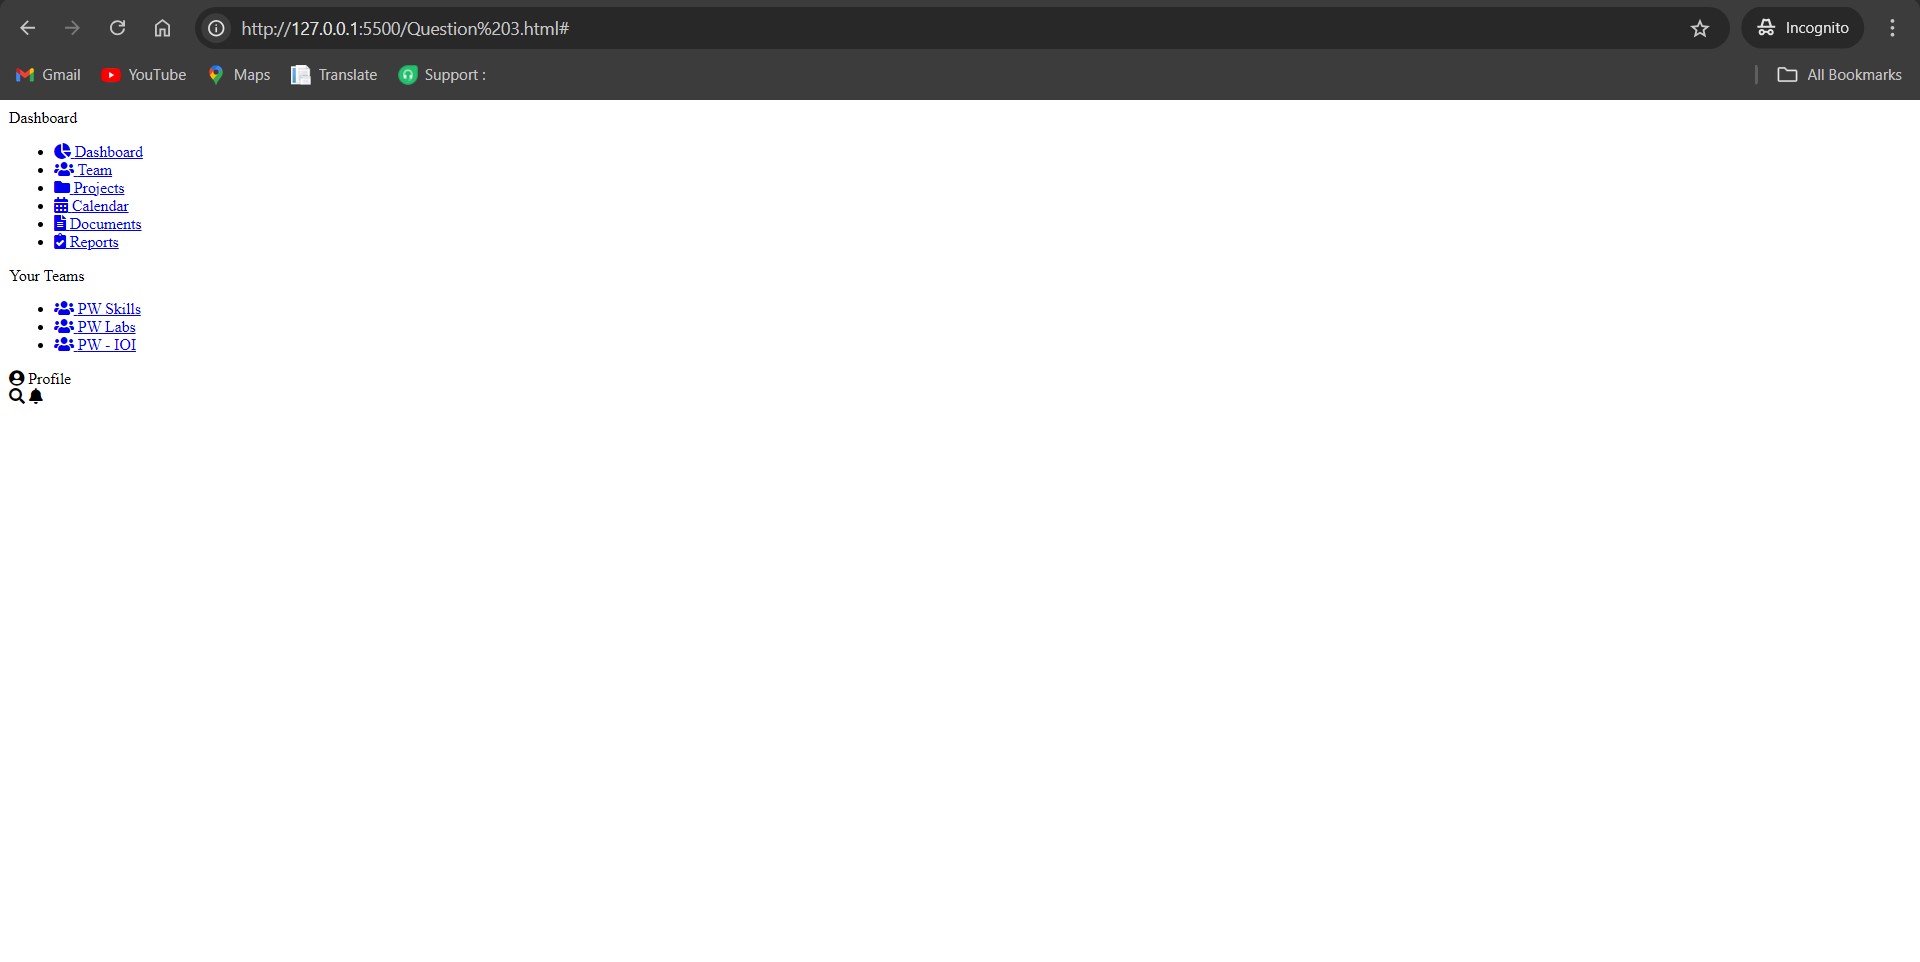 http://127.0.0.1:5500/Question%203.html#
Incognito
Gmail YouTube Maps Translate Support :
All Bookmarks
Dashboard
Dashboard
Team
Projects
Calendar
Documents
Reports
Your Teams
PW Skills
PW Labs
PW - IOI
Profile